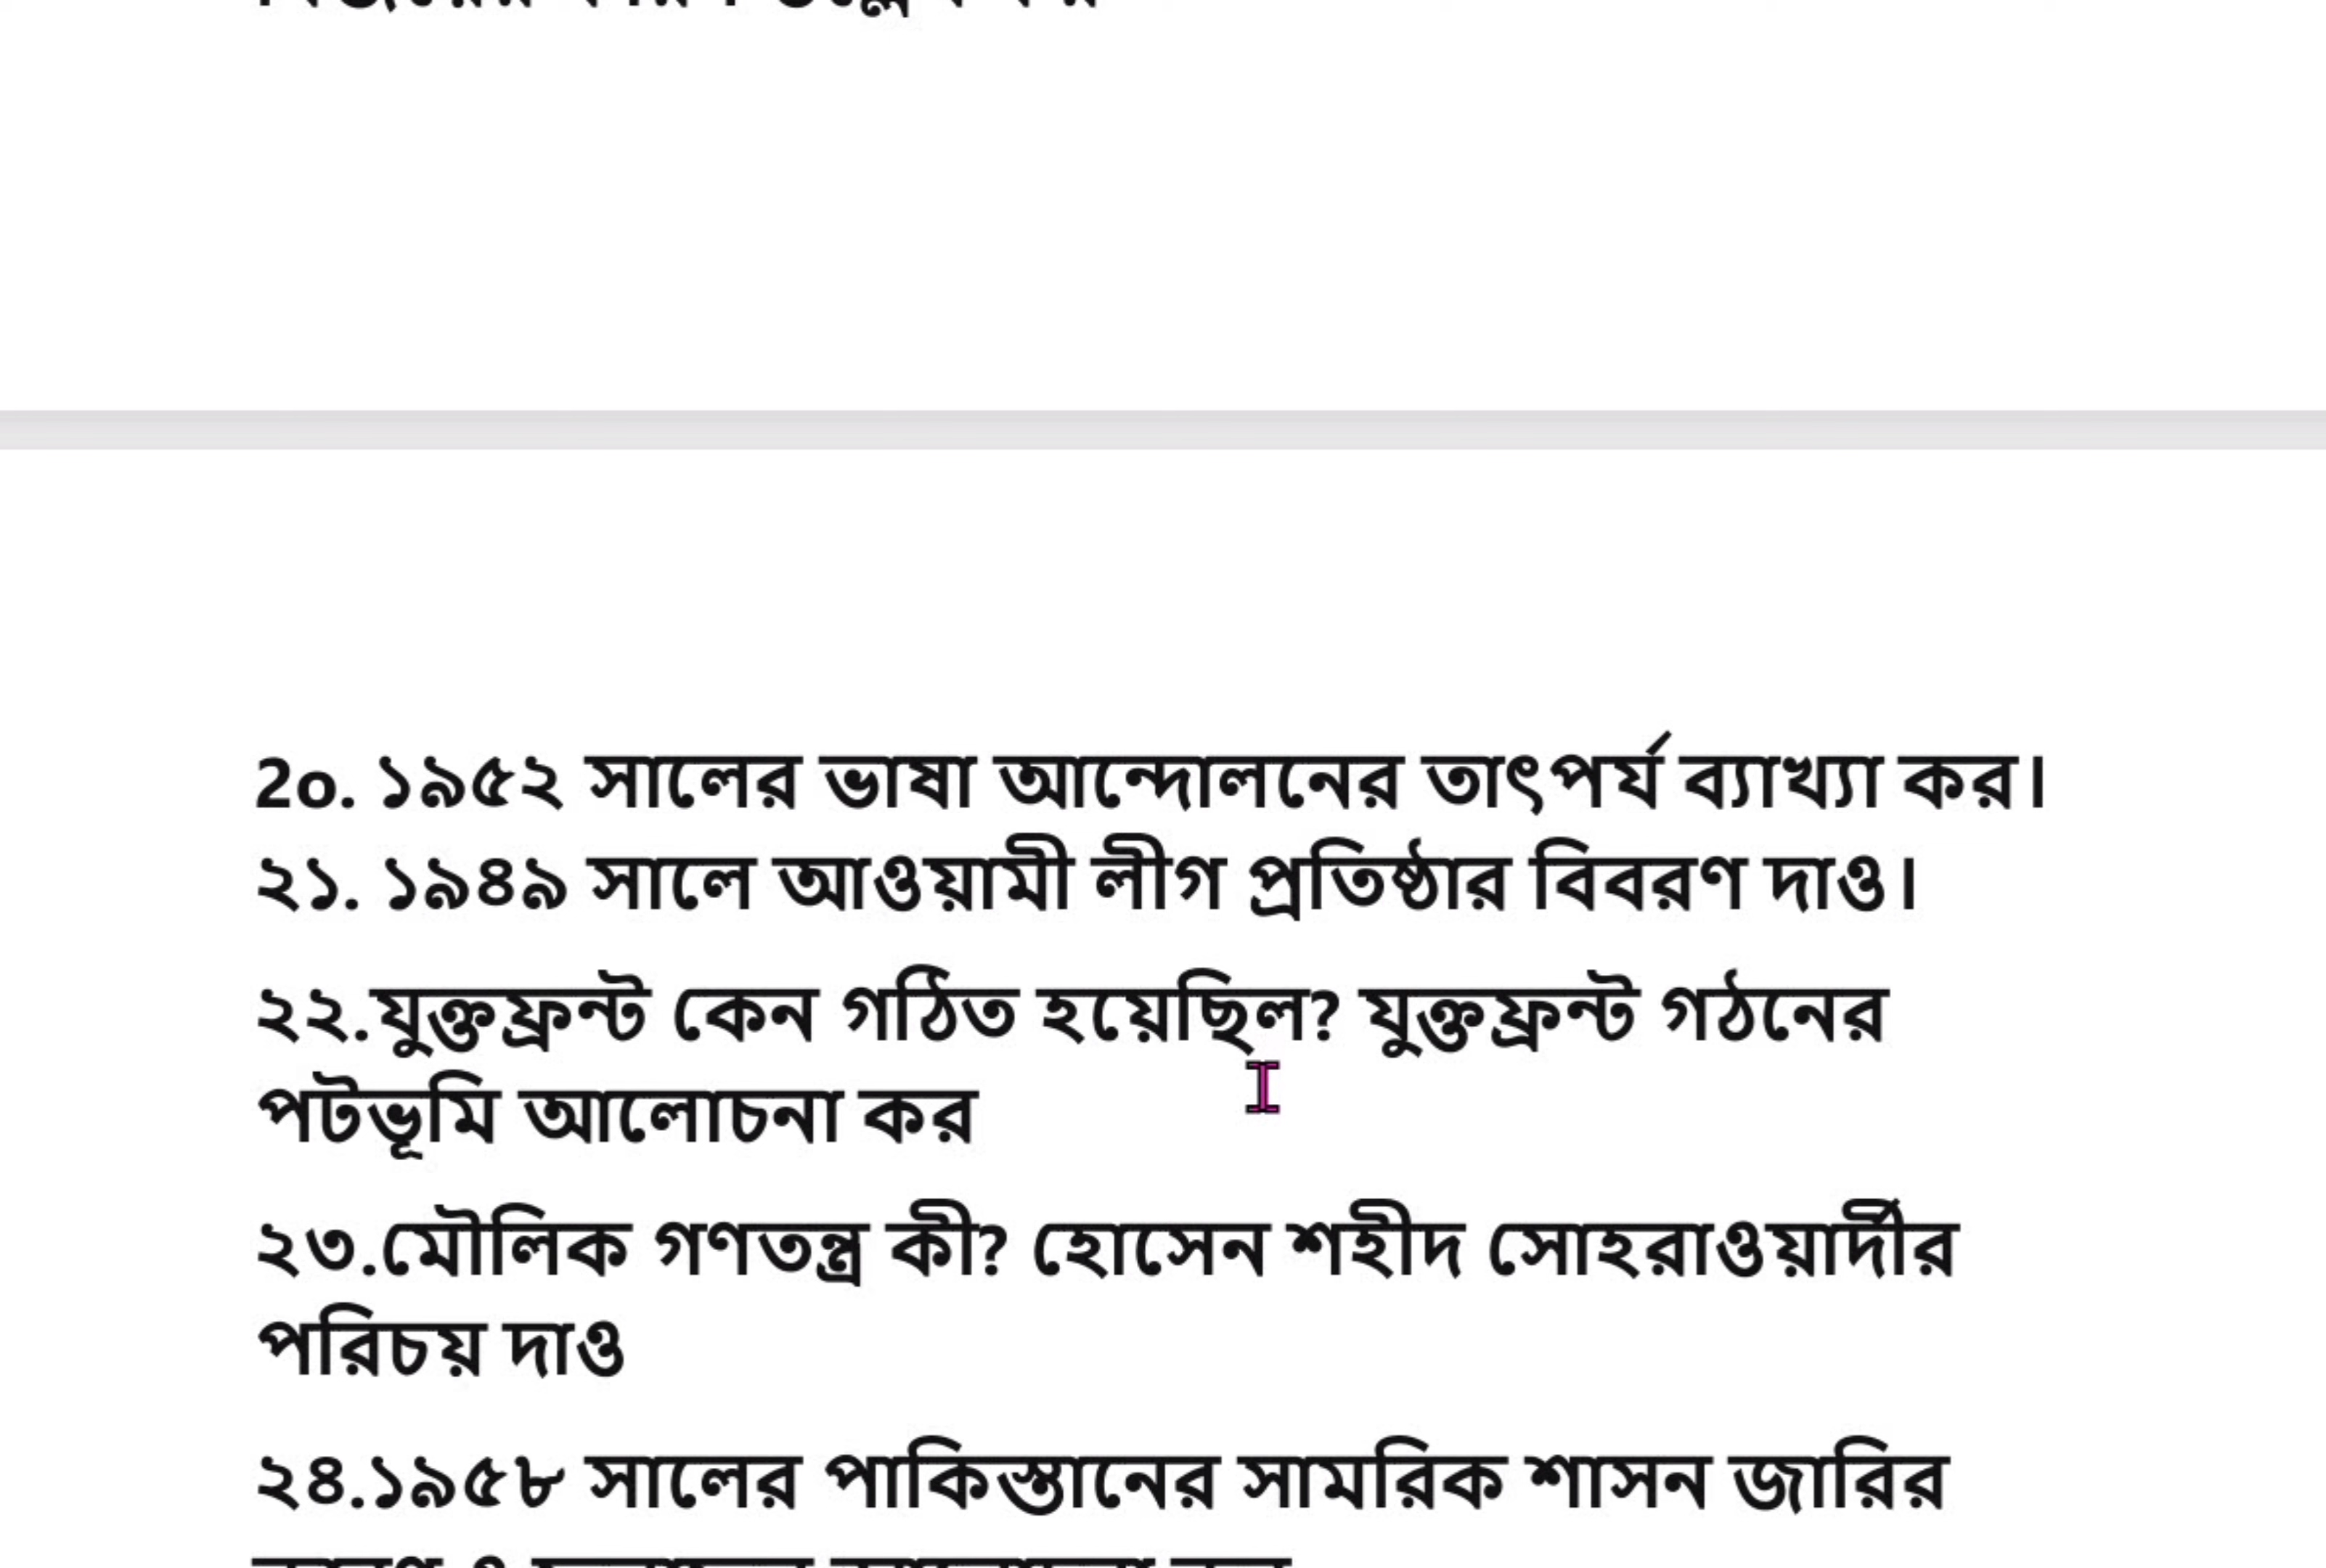 2০. ১৯৫২ সালের ভাষা আন্দোলনের তাৎপর্য ব্যাখ্যা কর।
২১. ১৯৪৯ সালে আওয়ামী লীগ প্রতিষ্ঠার বিবরণ দাও।
২২.যুক্তফ্রন্ট কেন গঠিত হয়েছিল? যুক্তফ্রন্ট গঠনের
পটভূমি আলোচনা কর
২৩.মৌলিক গণতন্ত্র কী? হোসেন শহীদ সোহরাওয়ার্দীর
পরিচয় দাও
২৪.১৯৫৮ সালের পাকিস্তানের সামরিক শাসন জারির